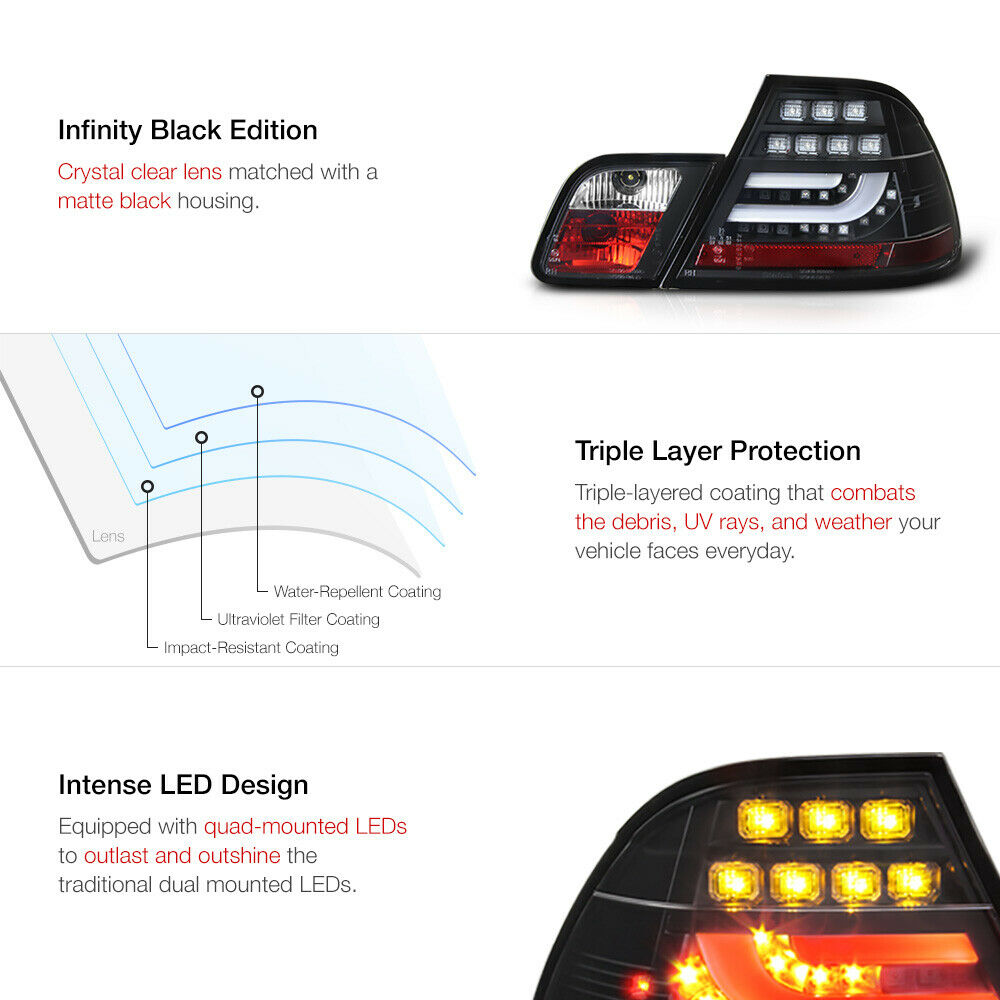 Infinity Black Edition
Crystal clear lens matched with a
matte black housing.
RH
Triple Layer Protection
Triple-layered coating that combats
the debris, UV rays, and weather your
vehicle faces everyday.
Lens
Water-Repellent Coating
Ultraviolet Filter Coating
Impact-Resistant Coating
Intense LED Design
Equipped with quad-mounted LEDs
to outlast and outshine the
traditional dual mounted LEDs.